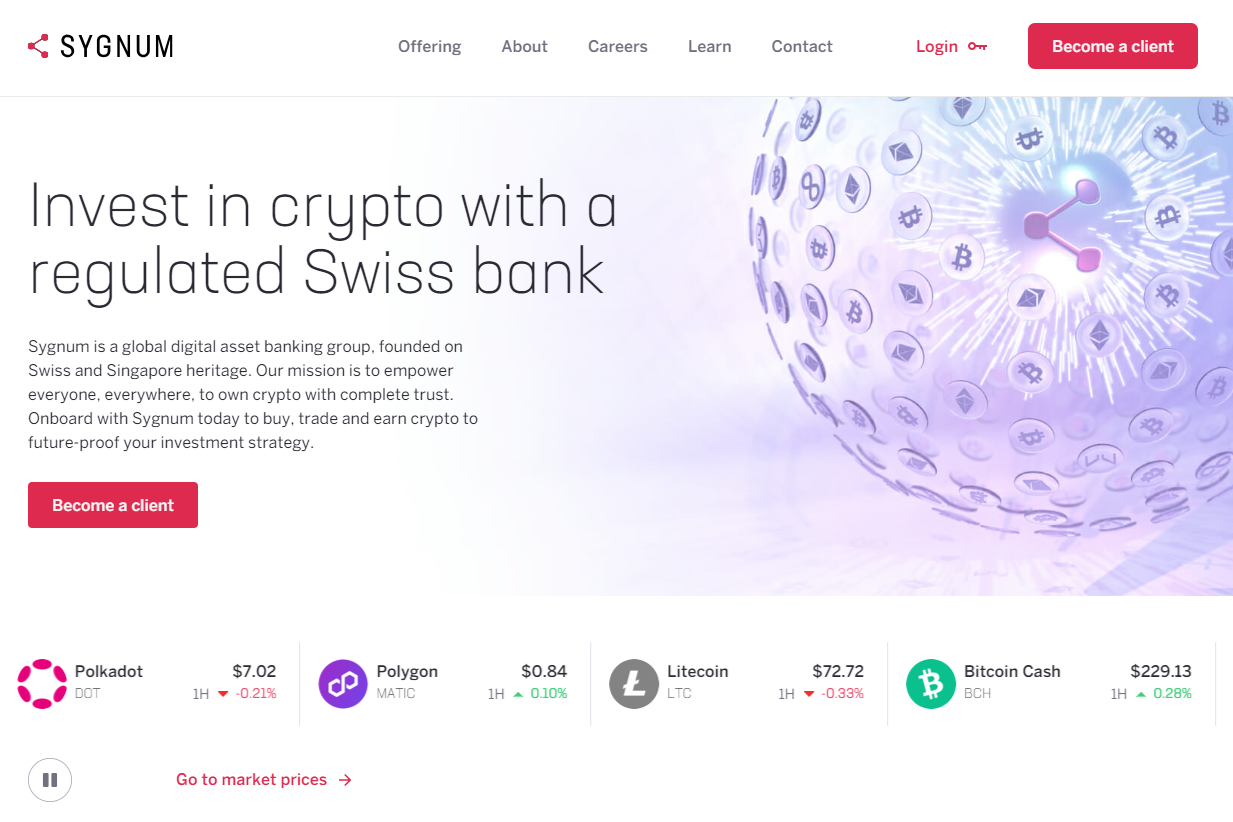 SYGNUM
Offering
About
Careers
Learn
Contact
Login
Become a client
Invest in crypto with a
regulated Swiss bank
Sygnum is a global digital asset banking group, founded on
Swiss and Singapore heritage. Our mission is to empower
everyone, everywhere, to own crypto with complete trust.
Onboard with Sygnum today to buy, trade and earn crypto to
future-proof your investment strategy.
Become a client
Polkadot $7.02
DOT 1H -0.21%
Polygon $0.84
MATIC 1H 0.10%
Litecoin $72.72
LTC 1H -0.33%
Bitcoin Cash $229.13
BCH 1H 0.28%
Go to market prices